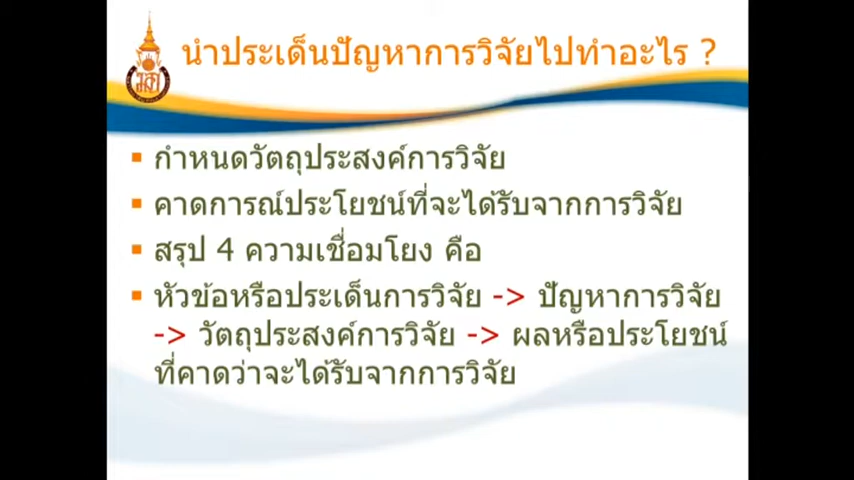 นำประเด็นปัญหาการวิจัยไปทำอะไร ?
▪ กำหนดวัตถุประสงค์การวิจัย
▪ คาดการณ์ประโยชน์ที่จะได้รับจากการวิจัย
▪ สรุป 4 ความเชื่อมโยง คือ
▪ หัวข้อหรือประเด็นการวิจัย -> ปัญหาการวิจัย
-> วัตถุประสงค์การวิจัย -> ผลหรือประโยชน์
ที่คาดว่าจะได้รับจากการวิจัย